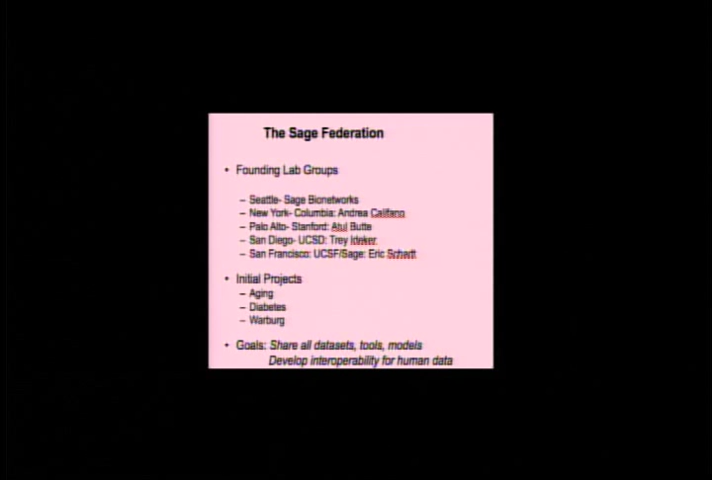 The Sage Federation
• Founding Lab Groups
– Seattle- Sage Bionetworks
– New York- Columbia: Andrea Califano
– Palo Alto- Stanford: Atul Butte
– San Diego- UCSD: Trey Ideker
– San Francisco: UCSF/Sage: Eric Schadt
• Initial Projects
– Aging
– Diabetes
– Warburg
• Goals: Share all datasets, tools, models
Develop interoperability for human data